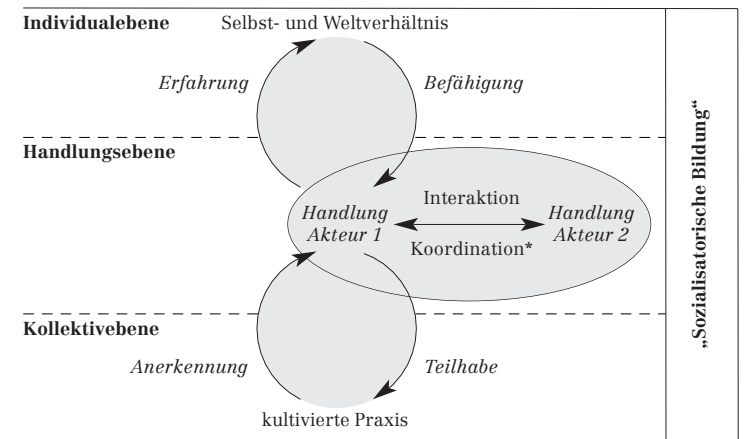 Individualebene
Selbst- und Weltverhältnis
Erfahrung
Befähigung
Handlungsebene
Interaktion
Handlung
Akteur 1
Handlung
Akteur 2
Koordination*
Kollektivebene
Anerkennung
Teilhabe
kultivierte Praxis
„Sozialisatorische Bildung“